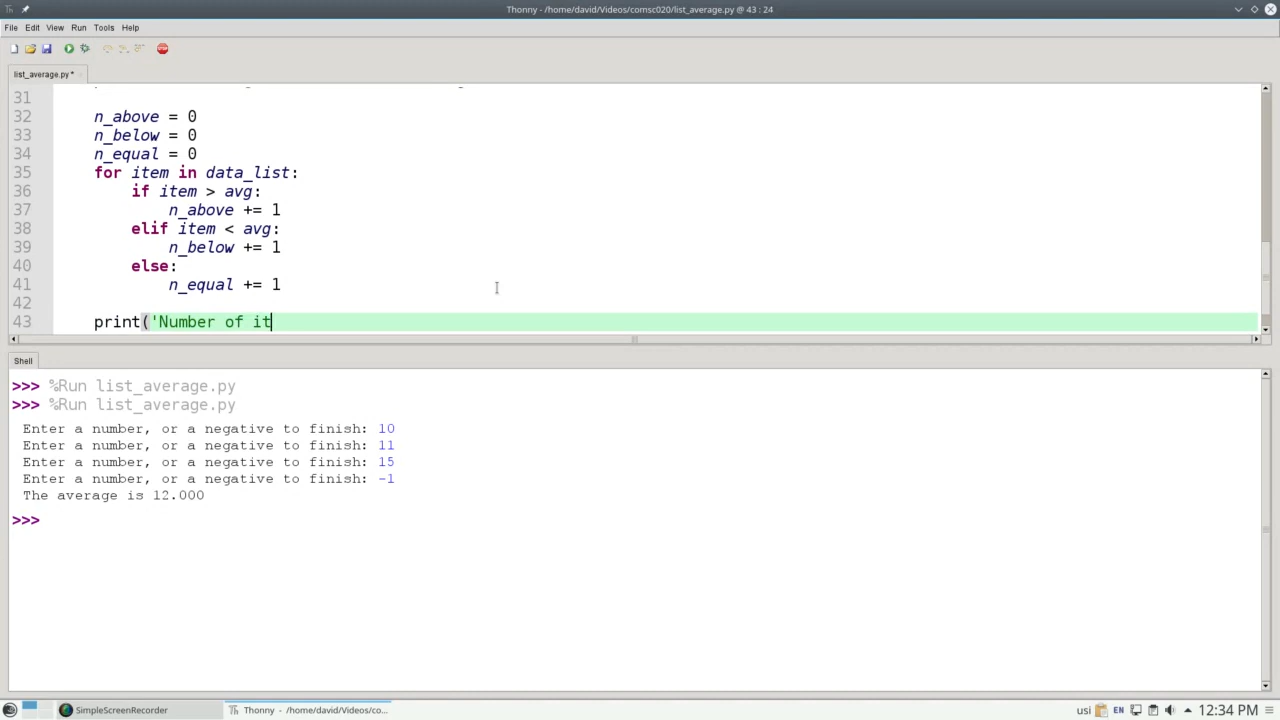 Thonny - /home/david/Videos/comsc020/list_average.py @ 43 : 24
File Edit View Run Tools Help
list_average.py *
31
32 n_above = 0
33 n_below = 0
34 n_equal = 0
35 for item in data_list:
36 if item > avg:
37 n_above += 1
38 elif item < avg:
39 n_below += 1
40 else:
41 n_equal += 1
42
43 print('Number of it
Shell
>>> %Run list_average.py
>>> %Run list_average.py
Enter a number, or a negative to finish: 10
Enter a number, or a negative to finish: 11
Enter a number, or a negative to finish: 15
Enter a number, or a negative to finish: -1
The average is 12.000
>>>
SimpleScreenRecorder
Thonny - /home/david/Videos/co...
usi EN 12:34 PM